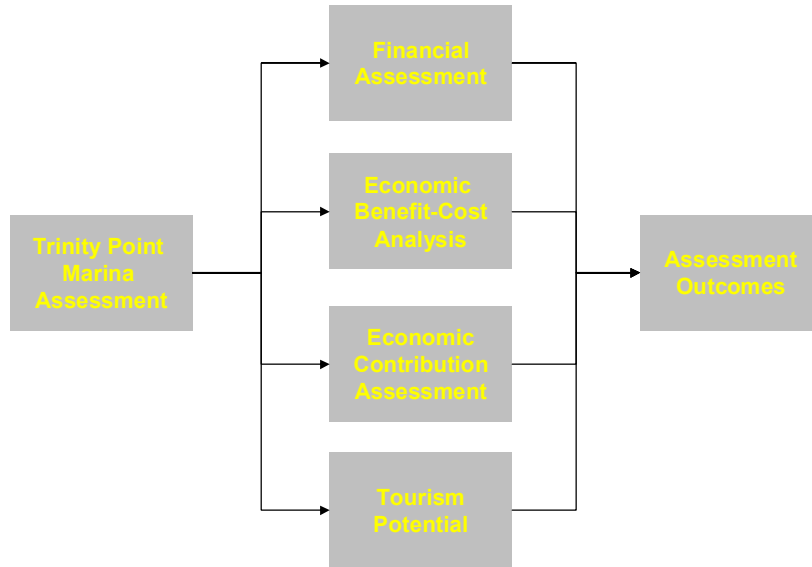 Trinity Point
Marina
Assessment
Financial
Assessment
Economic
Benefit-Cost
Analysis
Economic
Contribution
Assessment
Tourism
Potential
Assessment
Outcomes